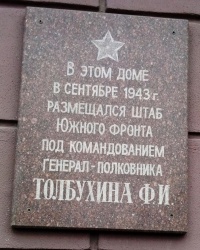 В ЭТОМ ДОМЕ
В СЕНТЯБРЕ 1943 г.
РАЗМЕЩАЛСЯ ШТАБ
ЮЖНОГО ФРОНТА
ПОД КОМАНДОВАНИЕМ
ГЕНЕРАЛ-ПОЛКОВНИКА
ТОЛБУХИНА Ф.И.